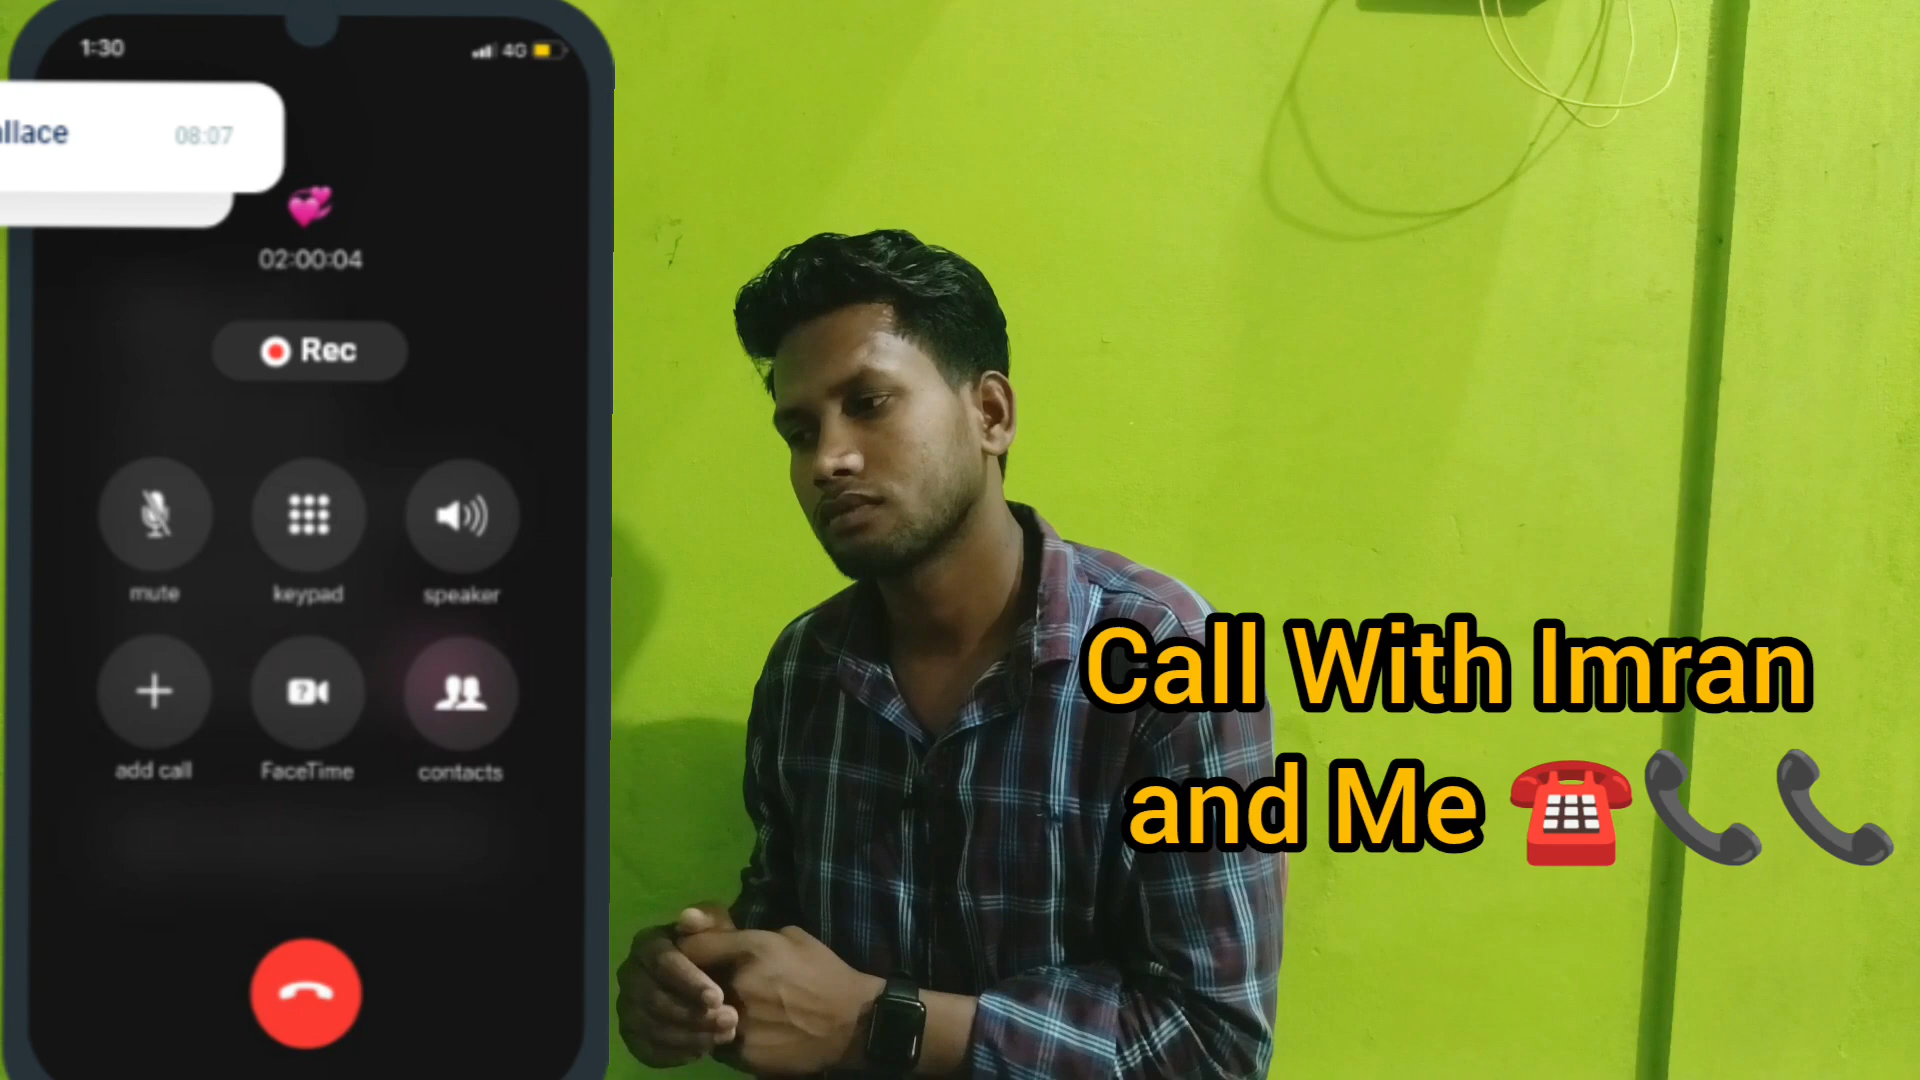 1:30
4G
08:07
💞
02:00:04
Rec
mute
keypad
speaker
add call
FaceTime
contacts
Call With Imran
and Me ☎️📞📞